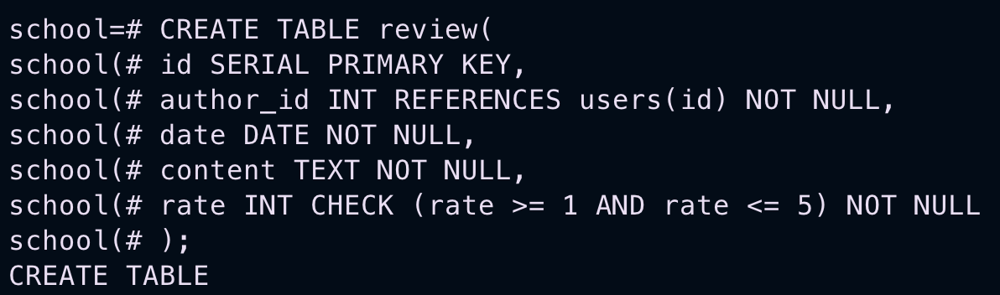 school=# CREATE TABLE review(
school(# id SERIAL PRIMARY KEY,
school(# author_id INT REFERENCES users(id) NOT NULL,
school(# date DATE NOT NULL,
school(# content TEXT NOT NULL,
school(# rate INT CHECK (rate >= 1 AND rate <= 5) NOT NULL
school(# );
CREATE TABLE